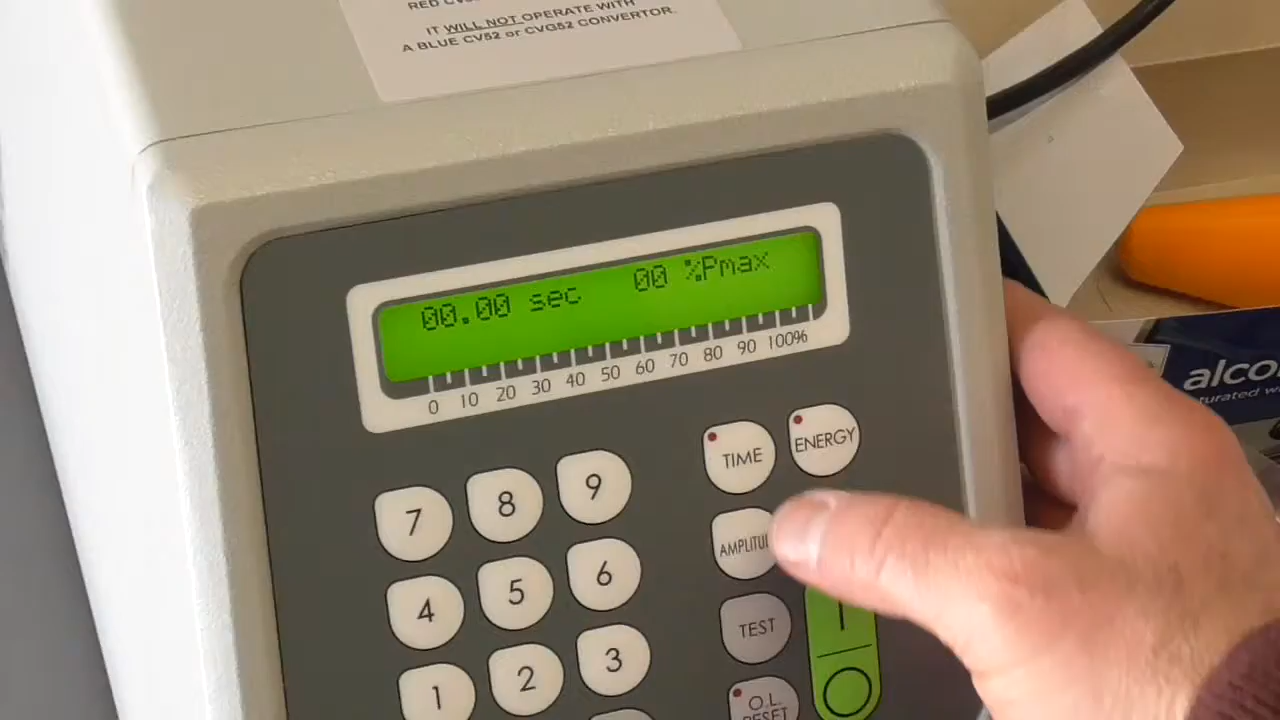 IT WILL NOT OPERATE WITH
A BLUE CV52 or CVG52 CONVERTOR.
00.00 sec 00 %Pmax
0 10 20 30 40 50 60 70 80 90 100%
TIME ENERGY
7 8 9
AMPLITU
4 5 6
TEST
1 2 3
O.L.
RESET
alco